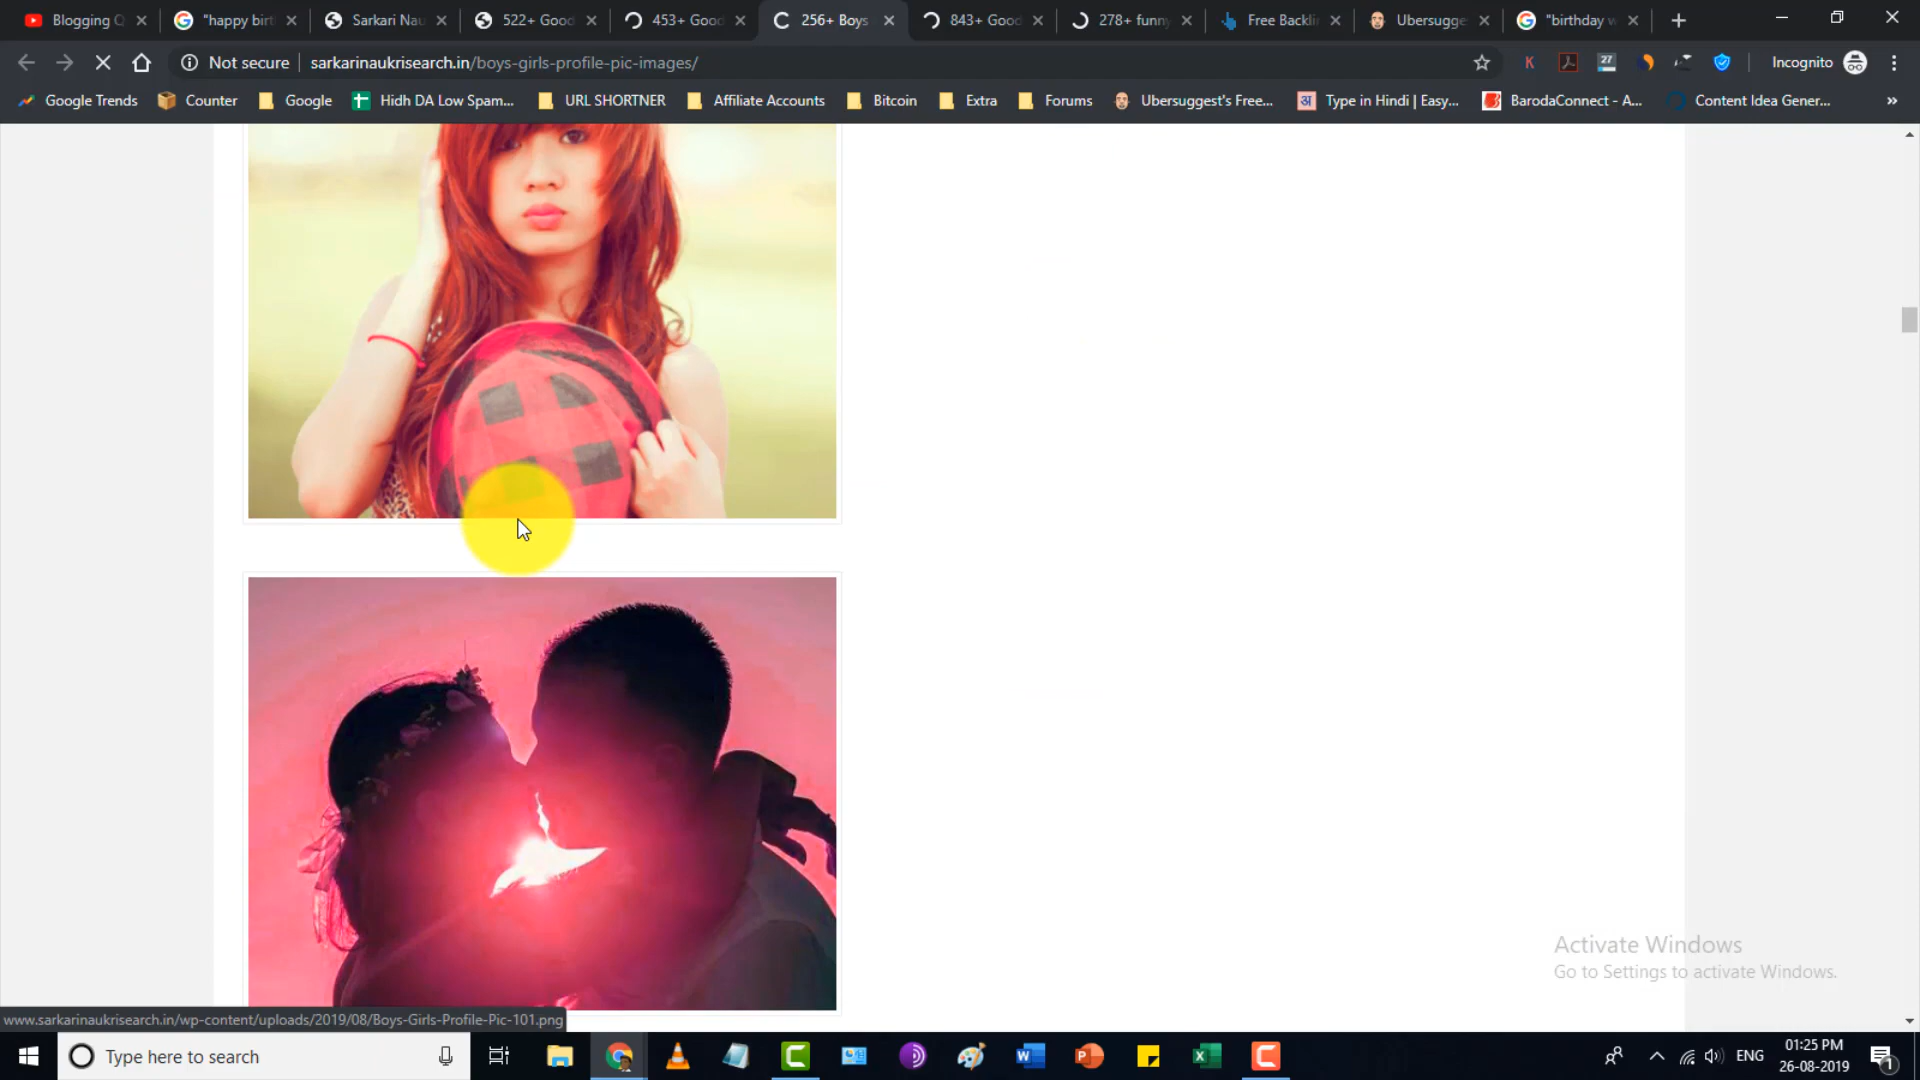 Blogging Q
"happy birt
Sarkari Nau
522+ Good
453+ Good
256+ Boys
843+ Good
278+ funny
Free Backlin
Ubersugge
"birthday w
Not secure
sarkarinaukrisearch.in/boys-girls-profile-pic-images/
K
27
Incognito
Google Trends
Counter
Google
Hidh DA Low Spam...
URL SHORTNER
Affiliate Accounts
Bitcoin
Extra
Forums
Ubersuggest's Free...
अ
Type in Hindi | Easy...
BarodaConnect - A...
Content Idea Gener...
»
Activate Windows
Go to Settings to activate Windows.
www.sarkarinaukrisearch.in/wp-content/uploads/2019/08/Boys-Girls-Profile-Pic-101.png
Type here to search
ENG
01:25 PM
26-08-2019
1